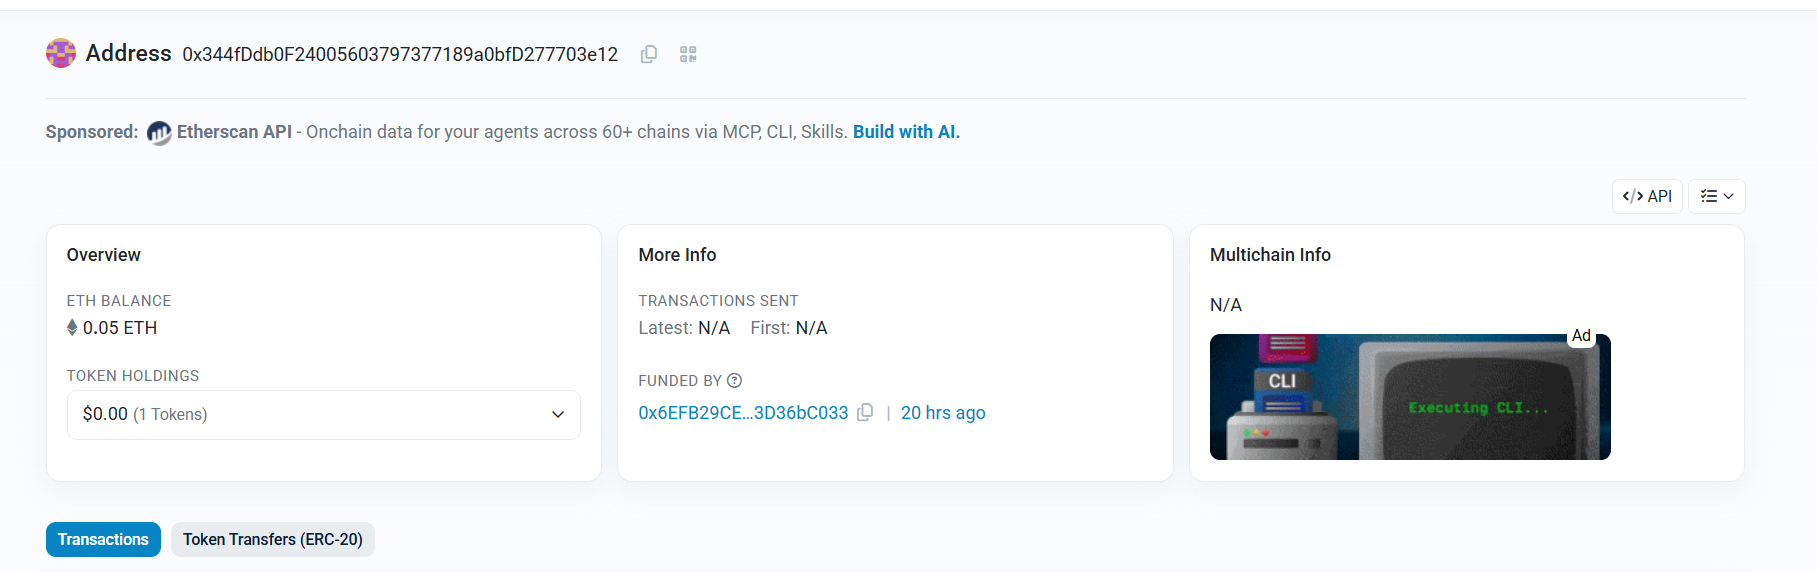 Address 0x344fDdb0F24005603797377189a0bfD277703e12
Sponsored: Etherscan API - Onchain data for your agents across 60+ chains via MCP, CLI, Skills. Build with AI.
</> API
Overview
ETH BALANCE
0.05 ETH
TOKEN HOLDINGS
$0.00 (1 Tokens)
More Info
TRANSACTIONS SENT
Latest: N/A First: N/A
FUNDED BY
0x6EFB29CE...3D36bC033 | 20 hrs ago
Multichain Info
N/A
Ad
CLI
Executing CLI...
Transactions Token Transfers (ERC-20)